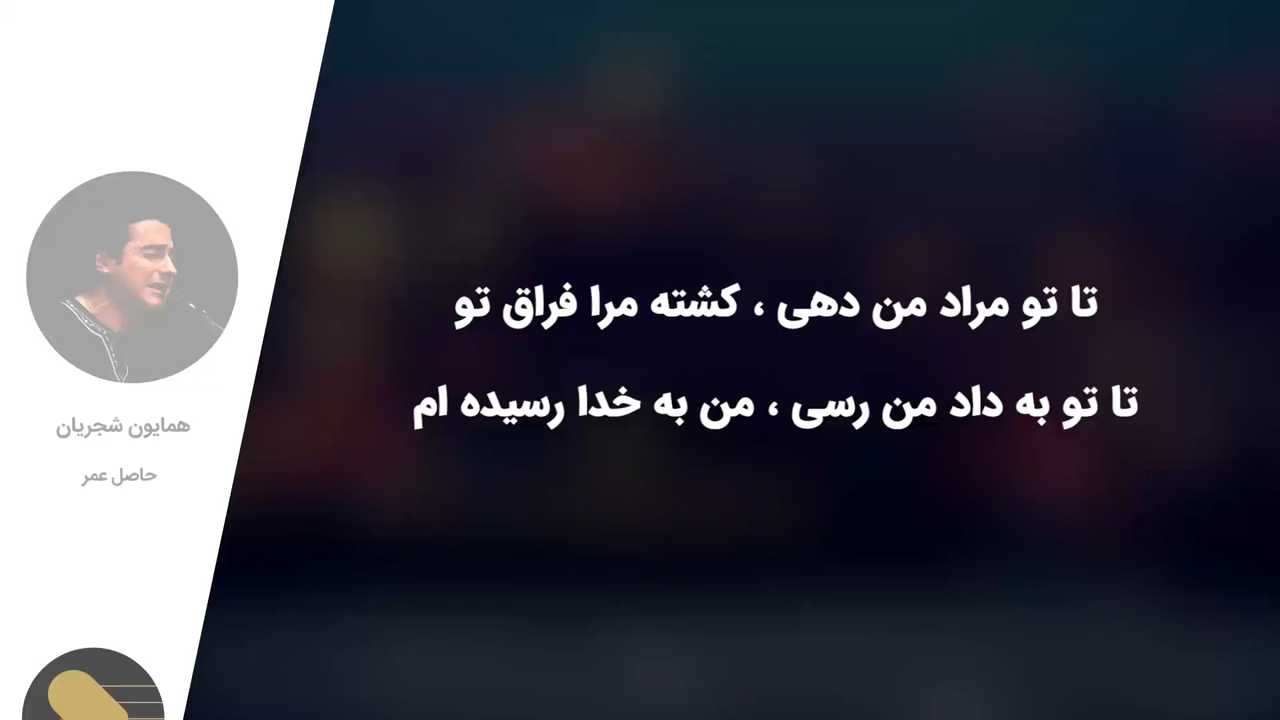 تا تو مراد من دهی ، کشته مرا فراق تو
تا تو به داد من رسی ، من به خدا رسیده ام
همایون شجریان
حاصل عمر